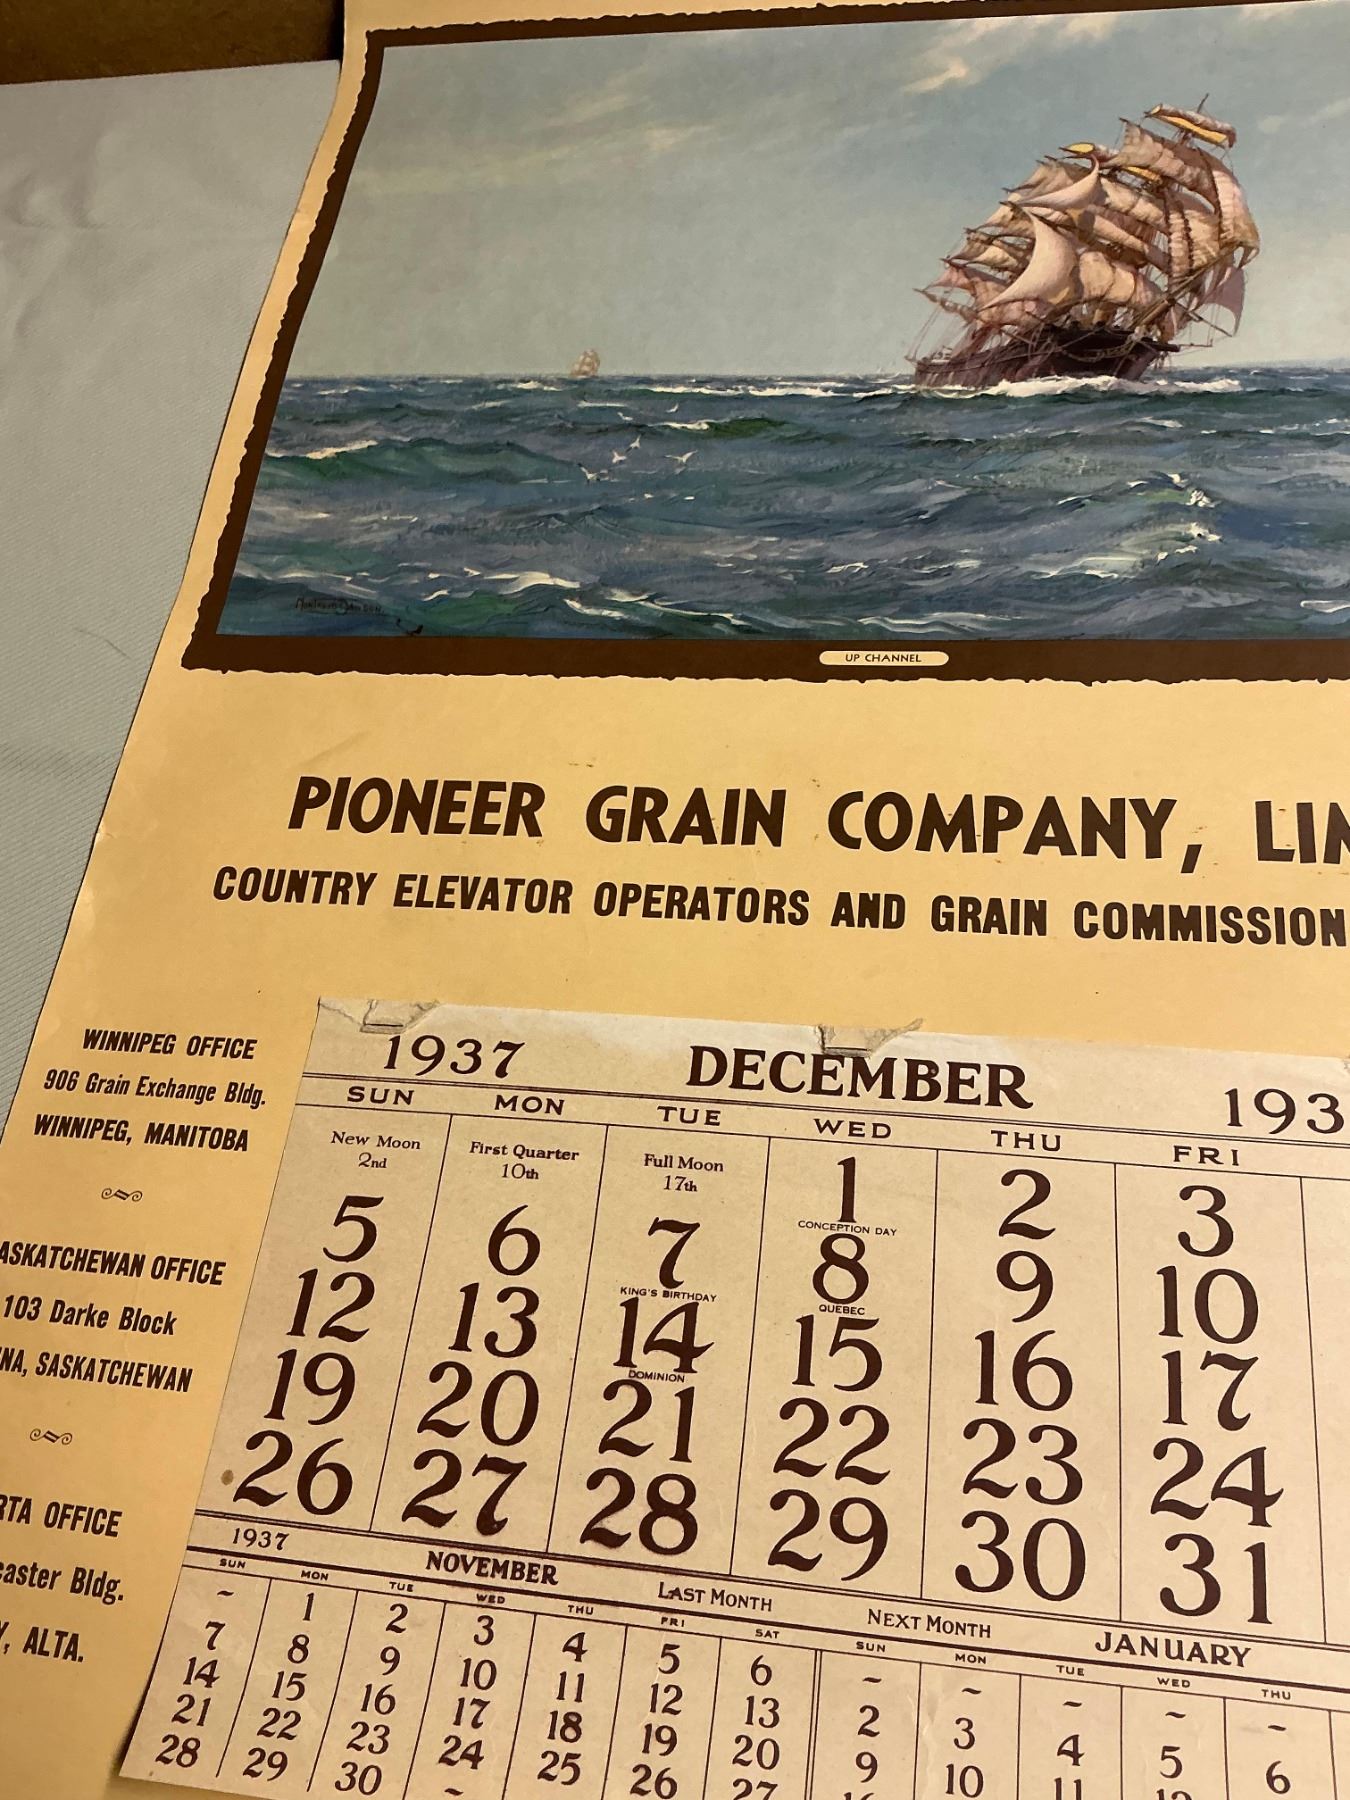 MONTAGUE DAWSON
UP CHANNEL
PIONEER GRAIN COMPANY, LIM
COUNTRY ELEVATOR OPERATORS AND GRAIN COMMISSION
WINNIPEG OFFICE
906 Grain Exchange Bldg.
WINNIPEG, MANITOBA
ASKATCHEWAN OFFICE
103 Darke Block
NA, SASKATCHEWAN
RTA OFFICE
caster Bldg.
Y, ALTA.
1937 DECEMBER 193
SUN MON TUE WED THU FRI
New Moon 2nd First Quarter 10th Full Moon 17th 1 2 3
CONCEPTION DAY
5 6 7 8 9 10
KING'S BIRTHDAY QUEBEC
12 13 14 15 16 17
DOMINION
19 20 21 22 23 24
26 27 28 29 30 31
1937 NOVEMBER LAST MONTH
SUN MON TUE WED THU FRI SAT
~ 1 2 3 4 5 6
7 8 9 10 11 12 13
14 15 16 17 18 19 20
21 22 23 24 25 26 27
28 29 30 ~
NEXT MONTH JANUARY
SUN MON TUE WED THU
~ ~ ~ ~ ~
2 3 4 5 6
9 10 11 12
16